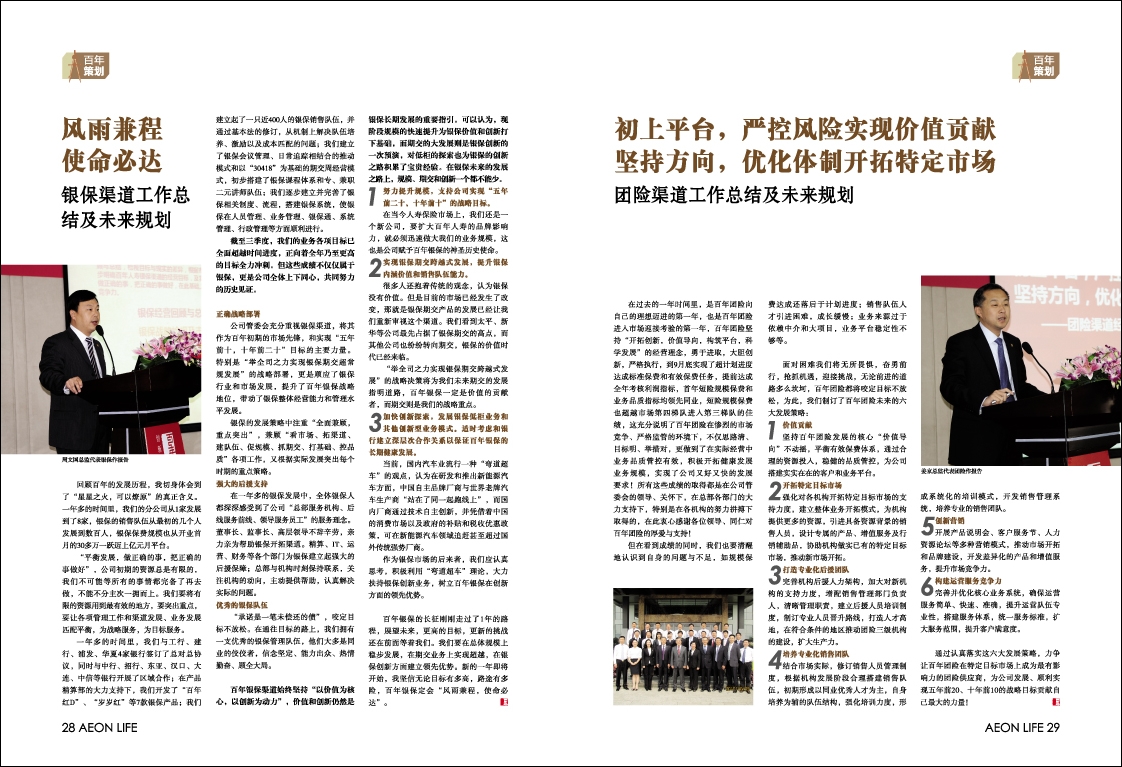 百年
策划
风雨兼程
使命必达
银保渠道工作总
结及未来规划
周文国总监代表银保作报告
回顾百年的发展历程，我切身体会到
了“星星之火，可以燎原”的真正含义。
一年多的时间里，我们的分公司从1家发展
到了8家，银保的销售队伍从最初的几个人
发展到数百人，银保保费规模也从开业首
月的30多万一跃迈上亿元月平台。
“平衡发展，做正确的事，把正确的
事做好”，公司初期的资源总是有限的，
我们不可能等所有的事情都完备了再去
做，不能不分主次一拥而上。我们要将有
限的资源用到最有效的地方，要突出重点，
要让各项管理工作和渠道发展、业务发展
匹配平衡，为战略服务，为目标服务。
一年多的时间里，我们与工行、建
行、浦发、华夏4家银行签订了总对总协
议，同时与中行、招行、东亚、汉口、大
连、中信等银行开展了区域合作；在产品
精算部的大力支持下，我们开发了“百年
红D”、“岁岁红”等7款银保产品；我们
建立起了一只近400人的银保销售队伍，并
通过基本法的修订，从机制上解决队伍培
养、激励以及成本匹配的问题；我们建立
了银保会议管理、日常追踪相结合的推动
模式和以“30418”为基础的期交周经营模
式，初步搭建了银保课程体系和专、兼职
二元讲师队伍；我们逐步建立并完善了银
保相关制度、流程，搭建银保系统，使银
保在人员管理、业务管理、银保通、系统
管理、行政管理等方面顺利进行。
截至三季度，我们的业务各项目标已
全面超越时间进度，正向着全年乃至更高
的目标全力冲刺。但这些成绩不仅仅属于
银保，更是公司全体上下同心，共同努力
的历史见证。
正确战略部署
公司管委会充分重视银保渠道，将其
作为百年初期的市场先锋，和实现“五年
前十，十年前二十”目标的主要力量，
特别是“举全司之力实现银保期交超常
规发展”的战略部署，更是顺应了银保
行业和市场发展，提升了百年银保战略
地位，带动了银保整体经营能力和管理水
平发展。
银保的发展策略中注重“全面兼顾，
重点突出”，兼顾“看市场、拓渠道、
建队伍、促规模、抓期交、打基础、控品
质”各项工作，又根据实际发展突出每个
时期的重点策略。
强大的后援支持
在一年多的银保发展中，全体银保人
都深深感受到了公司“总部服务机构、后
线服务前线、领导服务员工”的服务理念。
董事长、监事长、高层领导不辞辛劳，亲
力亲为帮助银保开拓渠道。精算、IT、运
营、财务等各个部门为银保建立起强大的
后援保障；总部与机构时刻保持联系，关
注机构的动向，主动提供帮助，认真解决
实际的问题。
优秀的银保队伍
“承诺是一笔未偿还的债”，咬定目
标不放松。在通往目标的路上，我们拥有
一支优秀的银保管理队伍，他们大多是同
业的佼佼者，信念坚定、能力出众、热情
勤奋、顾全大局。
百年银保渠道始终坚持“以价值为核
心，以创新为动力”，价值和创新仍然是
银保长期发展的重要指引，可以认为，现
阶段规模的快速提升为银保价值和创新打
下基础，而期交的大发展则是银保创新的
一次预演，对低柜的探索也为银保的创新
之路积累了宝贵经验。在银保未来的发展
之路上，规模、期交和创新一个都不能少。
1 努力提升规模，支持公司实现“五年
前二十，十年前十”的战略目标。
在当今人寿保险市场上，我们还是一
个新公司，要扩大百年人寿的品牌影响
力，就必须迅速做大我们的业务规模，这
也是公司赋予百年银保的神圣历史使命。
2 实现银保期交跨越式发展，提升银保
内涵价值和销售队伍能力。
很多人还抱着传统的观念，认为银保
没有价值。但是目前的市场已经发生了改
变，那就是银保期交产品的发展已经让我
们重新审视这个渠道。我们看到太平、新
华等公司最先占据了银保期交的高点，而
其他公司也纷纷转向期交，银保的价值时
代已经来临。
“举全司之力实现银保期交跨越式发
展”的战略决策将为我们未来期交的发展
指明道路，百年银保一定是价值的贡献
者，而期交则是我们的战略重点。
3 加快创新探索，发展银保低柜业务和
其他创新型业务模式。适时考虑和银
行建立深层次合作关系以保证百年银保的
长期健康发展。
当前，国内汽车业流行一种“弯道超
车”的观点，认为在研发和推出新能源汽
车方面，中国自主品牌厂商与世界老牌汽
车生产商“站在了同一起跑线上”，而国
内厂商通过技术自主创新，并凭借着中国
的消费市场以及政府的补贴和税收优惠政
策，可在新能源汽车领域追赶甚至超过国
外传统强势厂商。
作为银保市场的后来者，我们应认真
思考，积极利用“弯道超车”理论，大力
扶持银保创新业务，树立百年银保在创新
方面的领先优势。
百年银保的长征刚刚走过了1年的路
程，展望未来，更高的目标，更新的挑战
还在前面等着我们。我们要在总体规模上
稳步发展，在期交业务上实现超越，在银
保创新方面建立领先优势。新的一年即将
开始，我坚信无论目标有多高，路途有多
险，百年银保定会“风雨兼程，使命必
达”。
28 AEON LIFE
百年
策划
初上平台，严控风险实现价值贡献
坚持方向，优化体制开拓特定市场
团险渠道工作总结及未来规划
在过去的一年时间里，是百年团险向
自己的理想迈进的第一年，也是百年团险
进入市场迎接考验的第一年，百年团险坚
持“开拓创新，价值导向，构筑平台，科
学发展”的经营理念，勇于进取，大胆创
新，严格执行，到9月底实现了超计划进度
达成标准保费和有效保费任务，提前达成
全年考核利润指标，首年短险规模保费和
业务品质指标均领先同业，短险规模保费
也超越市场第四梯队进入第三梯队的佳
绩，这充分说明了百年团险在惨烈的市场
竞争、严格监管的环境下，不仅思路清、
目标明、举措对，更做到了在实际经营中
业务品质管控有效，积极开拓健康发展
业务规模，实现了公司又好又快的发展
要求！所有这些成绩的取得都是在公司管
委会的领导、关怀下，在总部各部门的大
力支持下，特别是在各机构的努力拼搏下
取得的，在此衷心感谢各位领导、同仁对
百年团险的厚爱与支持！
但在看到成绩的同时，我们也要清醒
地认识到自身的问题与不足，如规模保
费达成还落后于计划进度；销售队伍人
才引进困难，成长缓慢；业务来源过于
依赖中介和大项目，业务平台稳定性不
够等。
面对困难我们将无所畏惧，奋勇前
行，抢抓机遇，迎接挑战，无论前进的道
路多么坎坷，百年团险都将咬定目标不放
松，为此，我们制订了百年团险未来的六
大发展策略：
1 价值贡献
坚持百年团险发展的核心“价值导
向”不动摇，平衡有效保费体系，通过合
理的资源投入，稳健的品质管控，为公司
搭建实实在在的客户和业务平台。
2 开拓特定目标市场
强化对各机构开拓特定目标市场的支
持力度，建立整体业务开拓模式，为机构
提供更多的资源，引进具备资源背景的销
售人员，设计专属的产品、增值服务及行
销辅助品，协助机构做实已有的特定目标
市场，推动新市场开拓。
3 打造专业化后援团队
完善机构后援人力架构，加大对新机
构的支持力度，增配销售管理部门负责
人，清晰管理职责，建立后援人员培训制
度，制订专业人员晋升路线，打造人才高
地，在符合条件的地区推动团险三级机构
的建设，扩大生产力。
4 培养专业化销售团队
结合市场实际，修订销售人员管理制
度，根据机构发展阶段合理搭建销售队
伍，初期形成以同业优秀人才为主，自身
培养为辅的队伍结构，强化培训力度，形
姜京总监代表团险作报告
成系统化的培训模式，开发销售管理系
统，培养专业的销售团队。
5 创新营销
开展产品说明会、客户服务节、人力
资源论坛等多种营销模式，推动市场开拓
和品牌建设，开发差异化的产品和增值服
务，提升市场竞争力。
6 构建运营服务竞争力
完善并优化核心业务系统，确保运营
服务简单、快速、准确，提升运营队伍专
业性，搭建服务体系，统一服务标准，扩
大服务范围，提升客户满意度。
通过认真落实这六大发展策略，力争
让百年团险在特定目标市场上成为最有影
响力的团险供应商，为公司发展、顺利实
现五年前20、十年前10的战略目标贡献自
己最大的力量！
AEON LIFE 29